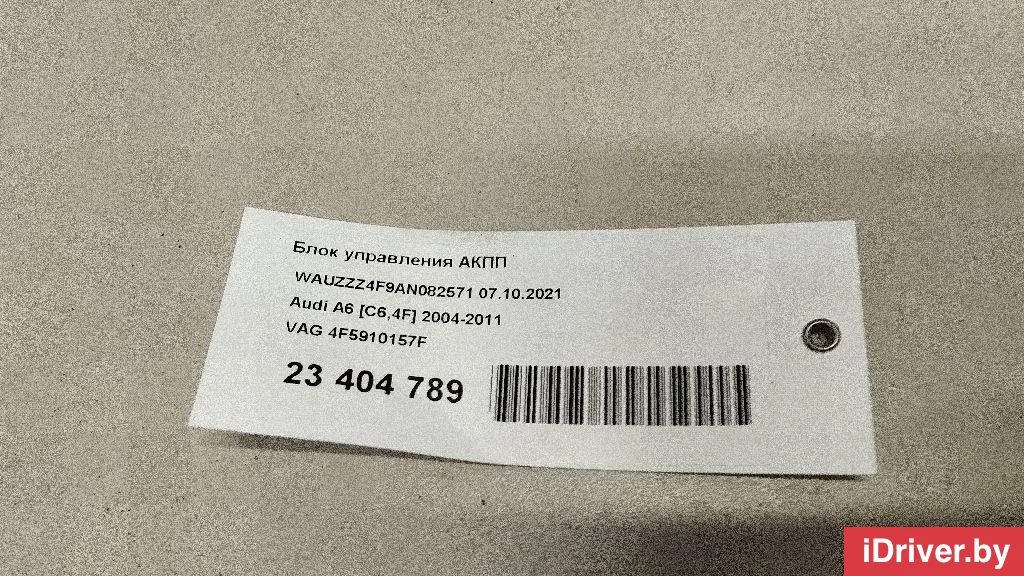 Блок управления АКПП
WAUZZZ4F9AN082571 07.10.2021
Audi A6 [C6,4F] 2004-2011
VAG 4F5910157F
23 404 789
iDriver.by